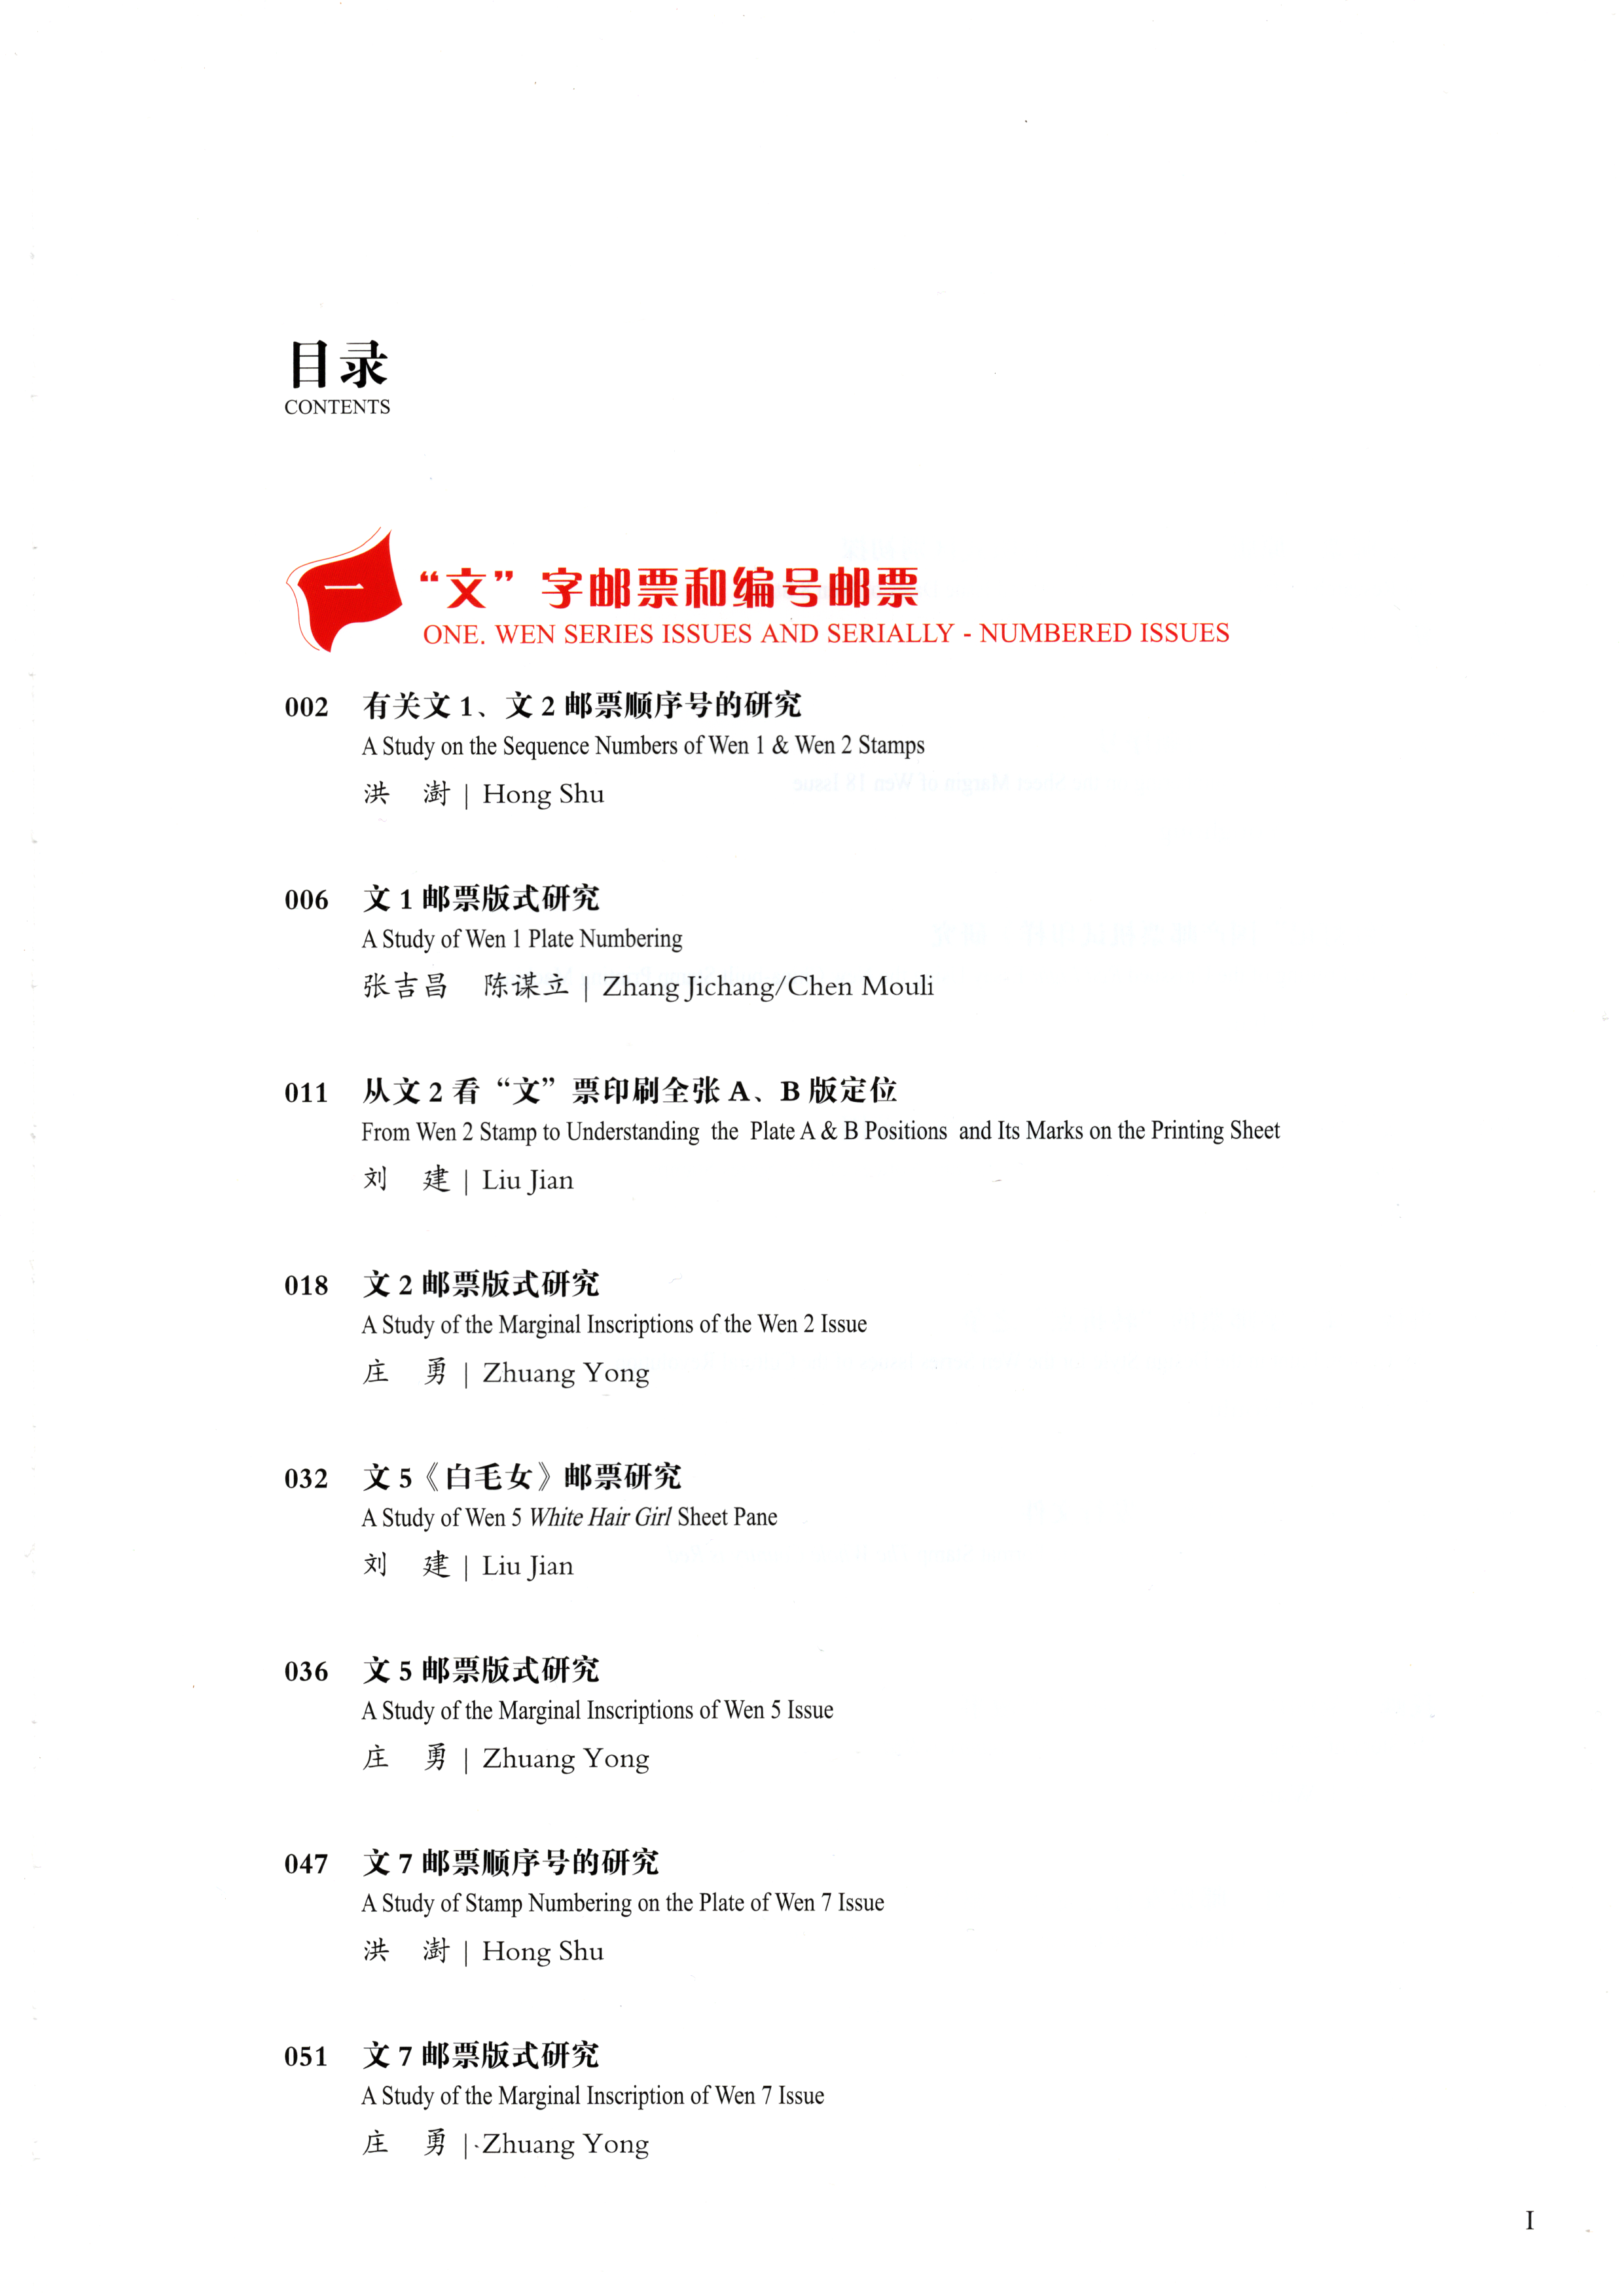 目录
CONTENTS
一
“文”字邮票和编号邮票
ONE. WEN SERIES ISSUES AND SERIALLY - NUMBERED ISSUES
002 有关文 1、文 2 邮票顺序号的研究
A Study on the Sequence Numbers of Wen 1 & Wen 2 Stamps
洪 澍 | Hong Shu
006 文 1 邮票版式研究
A Study of Wen 1 Plate Numbering
张吉昌 陈谋立 | Zhang Jichang/Chen Mouli
011 从文 2 看“文”票印刷全张 A、B 版定位
From Wen 2 Stamp to Understanding the Plate A & B Positions and Its Marks on the Printing Sheet
刘 建 | Liu Jian
018 文 2 邮票版式研究
A Study of the Marginal Inscriptions of the Wen 2 Issue
庄 勇 | Zhuang Yong
032 文 5《白毛女》邮票研究
A Study of Wen 5 White Hair Girl Sheet Pane
刘 建 | Liu Jian
036 文 5 邮票版式研究
A Study of the Marginal Inscriptions of Wen 5 Issue
庄 勇 | Zhuang Yong
047 文 7 邮票顺序号的研究
A Study of Stamp Numbering on the Plate of Wen 7 Issue
洪 澍 | Hong Shu
051 文 7 邮票版式研究
A Study of the Marginal Inscription of Wen 7 Issue
庄 勇 | Zhuang Yong
I